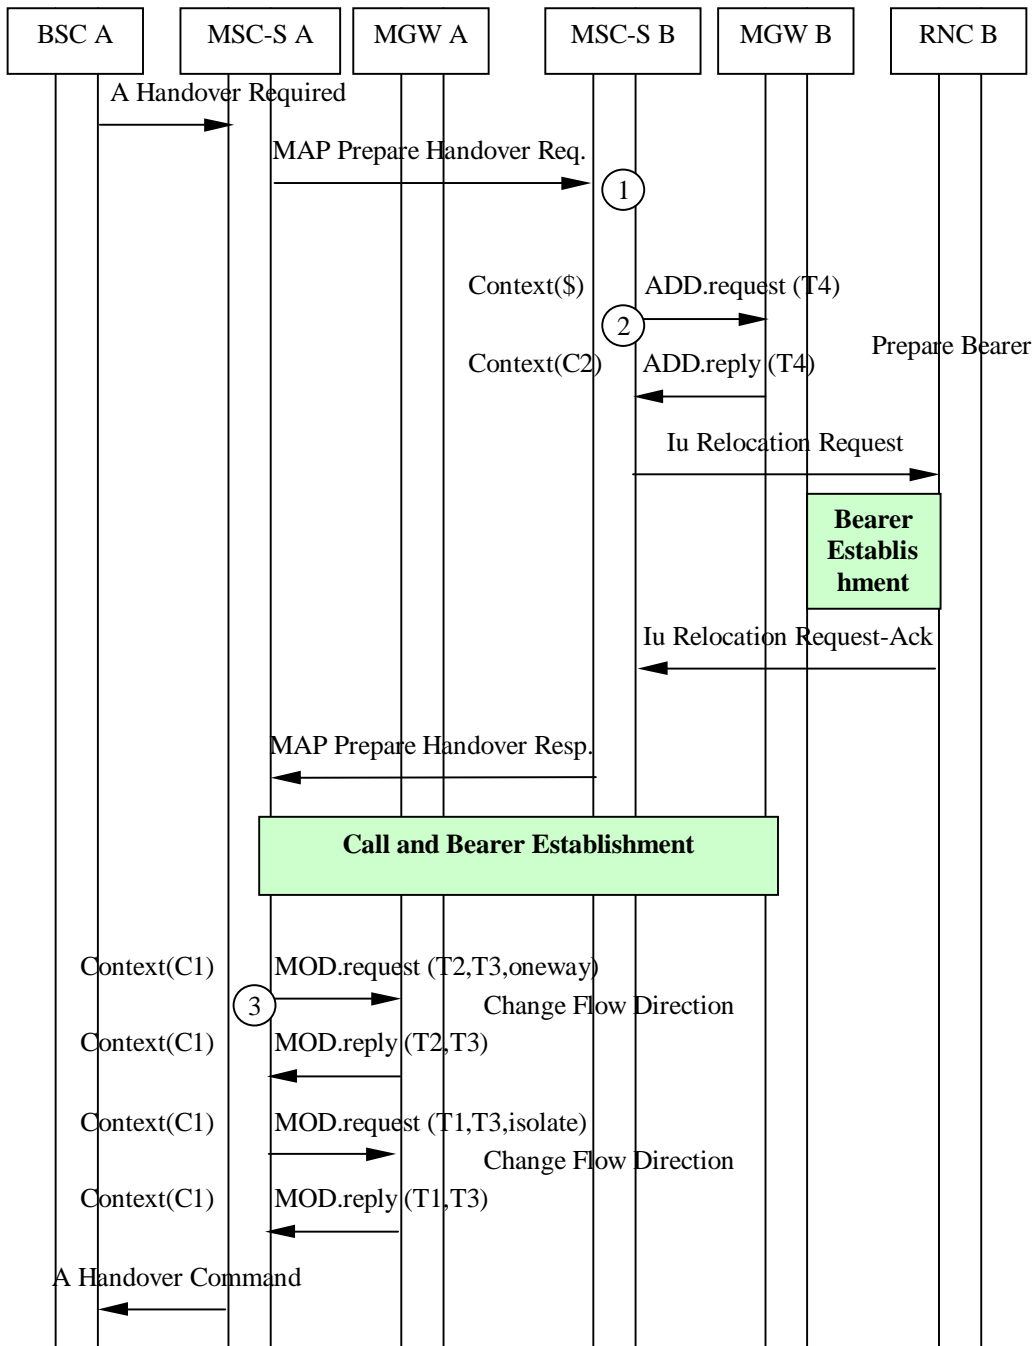 BSC A
MSC-S A
MGW A
MSC-S B
MGW B
RNC B
A Handover Required
MAP Prepare Handover Req.
1
Context($)
ADD.request (T4)
2
Prepare Bearer
Context(C2)
ADD.reply (T4)
Iu Relocation Request
Bearer
Establis
hment
Iu Relocation Request-Ack
MAP Prepare Handover Resp.
Call and Bearer Establishment
Context(C1)
MOD.request (T2,T3,oneway)
3
Change Flow Direction
Context(C1)
MOD.reply (T2,T3)
Context(C1)
MOD.request (T1,T3,isolate)
Change Flow Direction
Context(C1)
MOD.reply (T1,T3)
A Handover Command